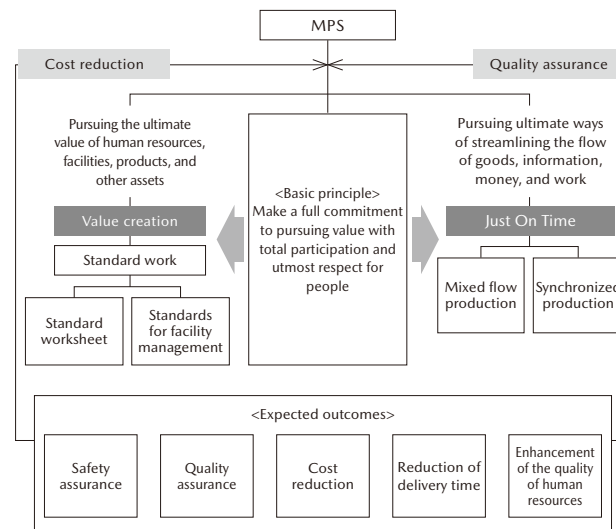 MPS
Cost reduction
Quality assurance
Pursuing the ultimate
value of human resources,
facilities, products, and
other assets
Value creation
Standard work
Standard
worksheet
Standards
for facility
management
<Basic principle>
Make a full commitment
to pursuing value with
total participation and
utmost respect for
people
Pursuing ultimate ways
of streamlining the flow
of goods, information,
money, and work
Just On Time
Mixed flow
production
Synchronized
production
<Expected outcomes>
Safety
assurance
Quality
assurance
Cost
reduction
Reduction of
delivery time
Enhancement
of the quality
of human
resources